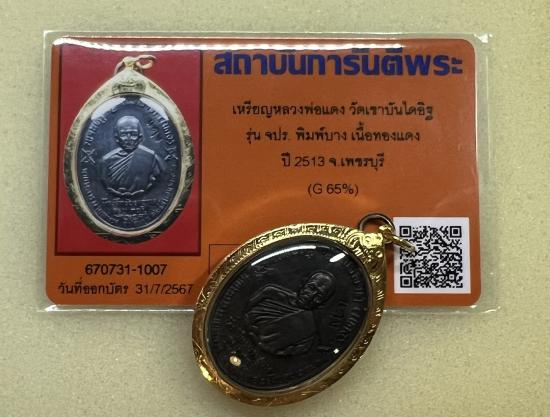 สถาบันการันตีพระ
เหรียญหลวงพ่อแดง วัดเขาบันไดอิฐ
รุ่น จปร. พิมพ์บาง เนื้อทองแดง
ปี 2513 จ.เพชรบุรี
(G 65%)
670731-1007
วันที่ออกบัตร 31/7/2567